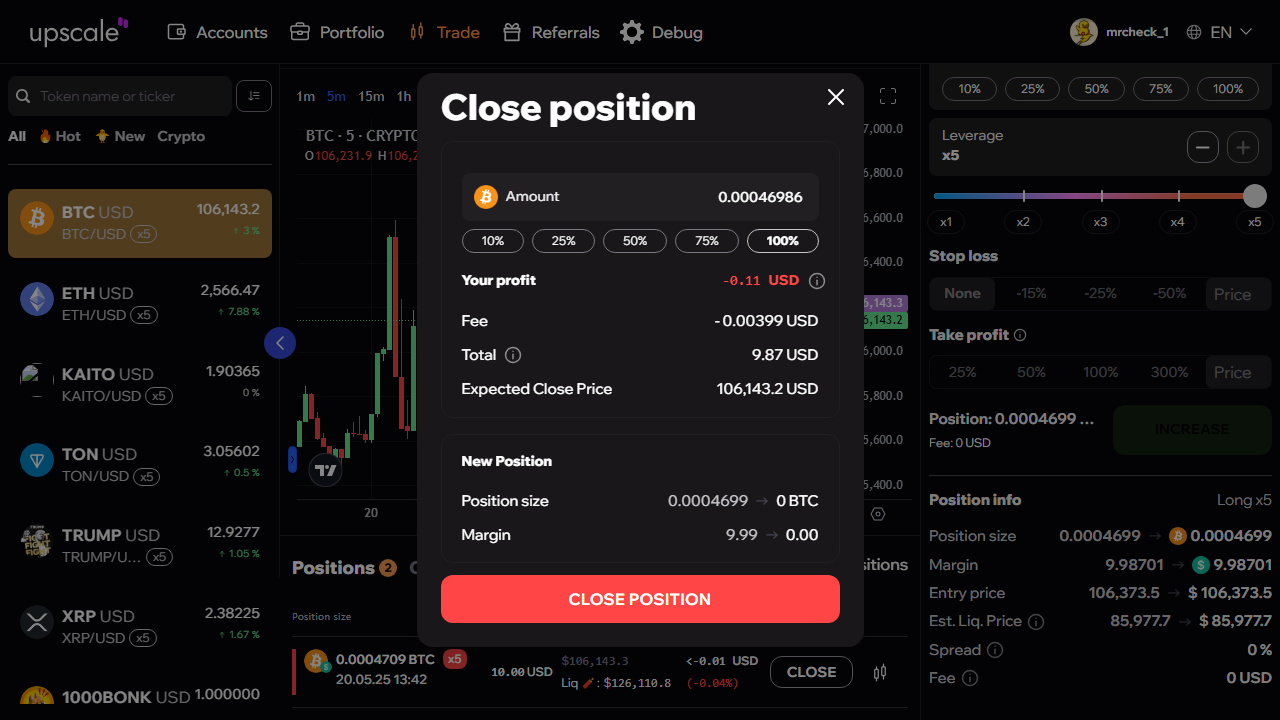 upscale
Accounts
Portfolio
Trade
Referrals
Debug
mrcheck_1
EN
Token name or ticker
All
Hot
New
Crypto
BTC USD
106,143.2
BTC/USD x5
↑ 3 %
ETH USD
2,566.47
ETH/USD x5
↑ 7.88 %
KAITO USD
1.90365
KAITO/USD x5
0 %
TON USD
3.05602
TON/USD x5
↑ 0.5 %
TRUMP USD
12.9277
TRUMP/U... x5
↑ 1.05 %
XRP USD
2.38225
XRP/USD x5
↑ 1.67 %
1000BONK USD
1.000000
1m 5m 15m 1h
BTC · 5 · CRYPTO
O106,231.9 H106,2
20
Positions 2
Position size
0.0004709 BTC x5
20.05.25 13:42
10.00 USD
$106,143.3
Liq : $126,110.8
<-0.01 USD
(-0.04%)
CLOSE
Close position
Amount
0.00046986
10% 25% 50% 75% 100%
Your profit
-0.11 USD
Fee
-0.00399 USD
Total
9.87 USD
Expected Close Price
106,143.2 USD
New Position
Position size
0.0004699 → 0 BTC
Margin
9.99 → 0.00
CLOSE POSITION
7,000.0
6,800.0
6,600.0
6,400.0
6,143.3
6,143.2
6,000.0
5,800.0
5,600.0
5,400.0
sitions
10% 25% 50% 75% 100%
Leverage
x5
x1 x2 x3 x4 x5
Stop loss
None -15% -25% -50% Price
Take profit
25% 50% 100% 300% Price
Position: 0.0004699 ...
Fee: 0 USD
INCREASE
Position info
Long x5
Position size
0.0004699 → 0.0004699
Margin
9.98701 → 9.98701
Entry price
106,373.5 → $ 106,373.5
Est. Liq. Price
85,977.7 → $ 85,977.7
Spread
0 %
Fee
0 USD